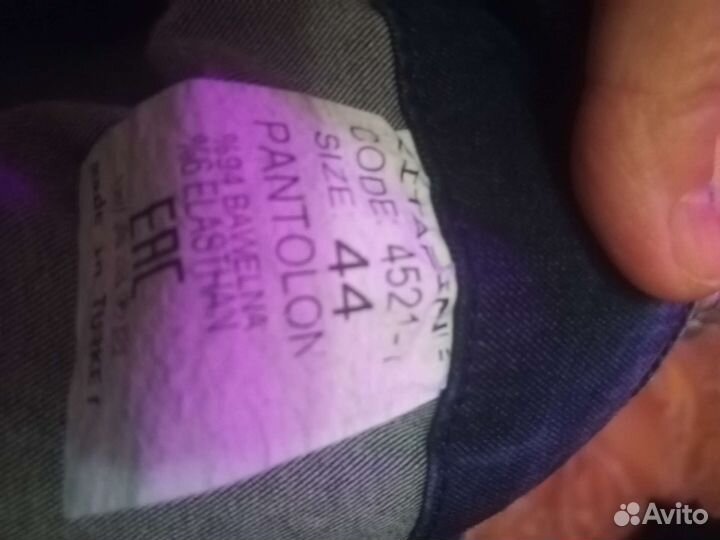 CODE: 4521-1
SIZE: 44
PANTOLON
%94 BAWELNA
%6 ELASTHAN
EAC
made in TURKEY
Avito